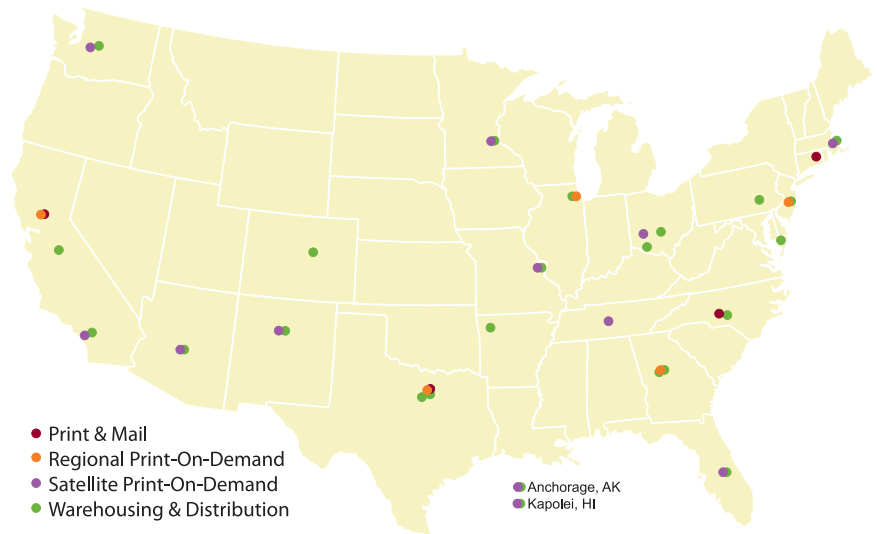 Print & Mail
Regional Print-On-Demand
Satellite Print-On-Demand
Warehousing & Distribution
Anchorage, AK
Kapolei, HI